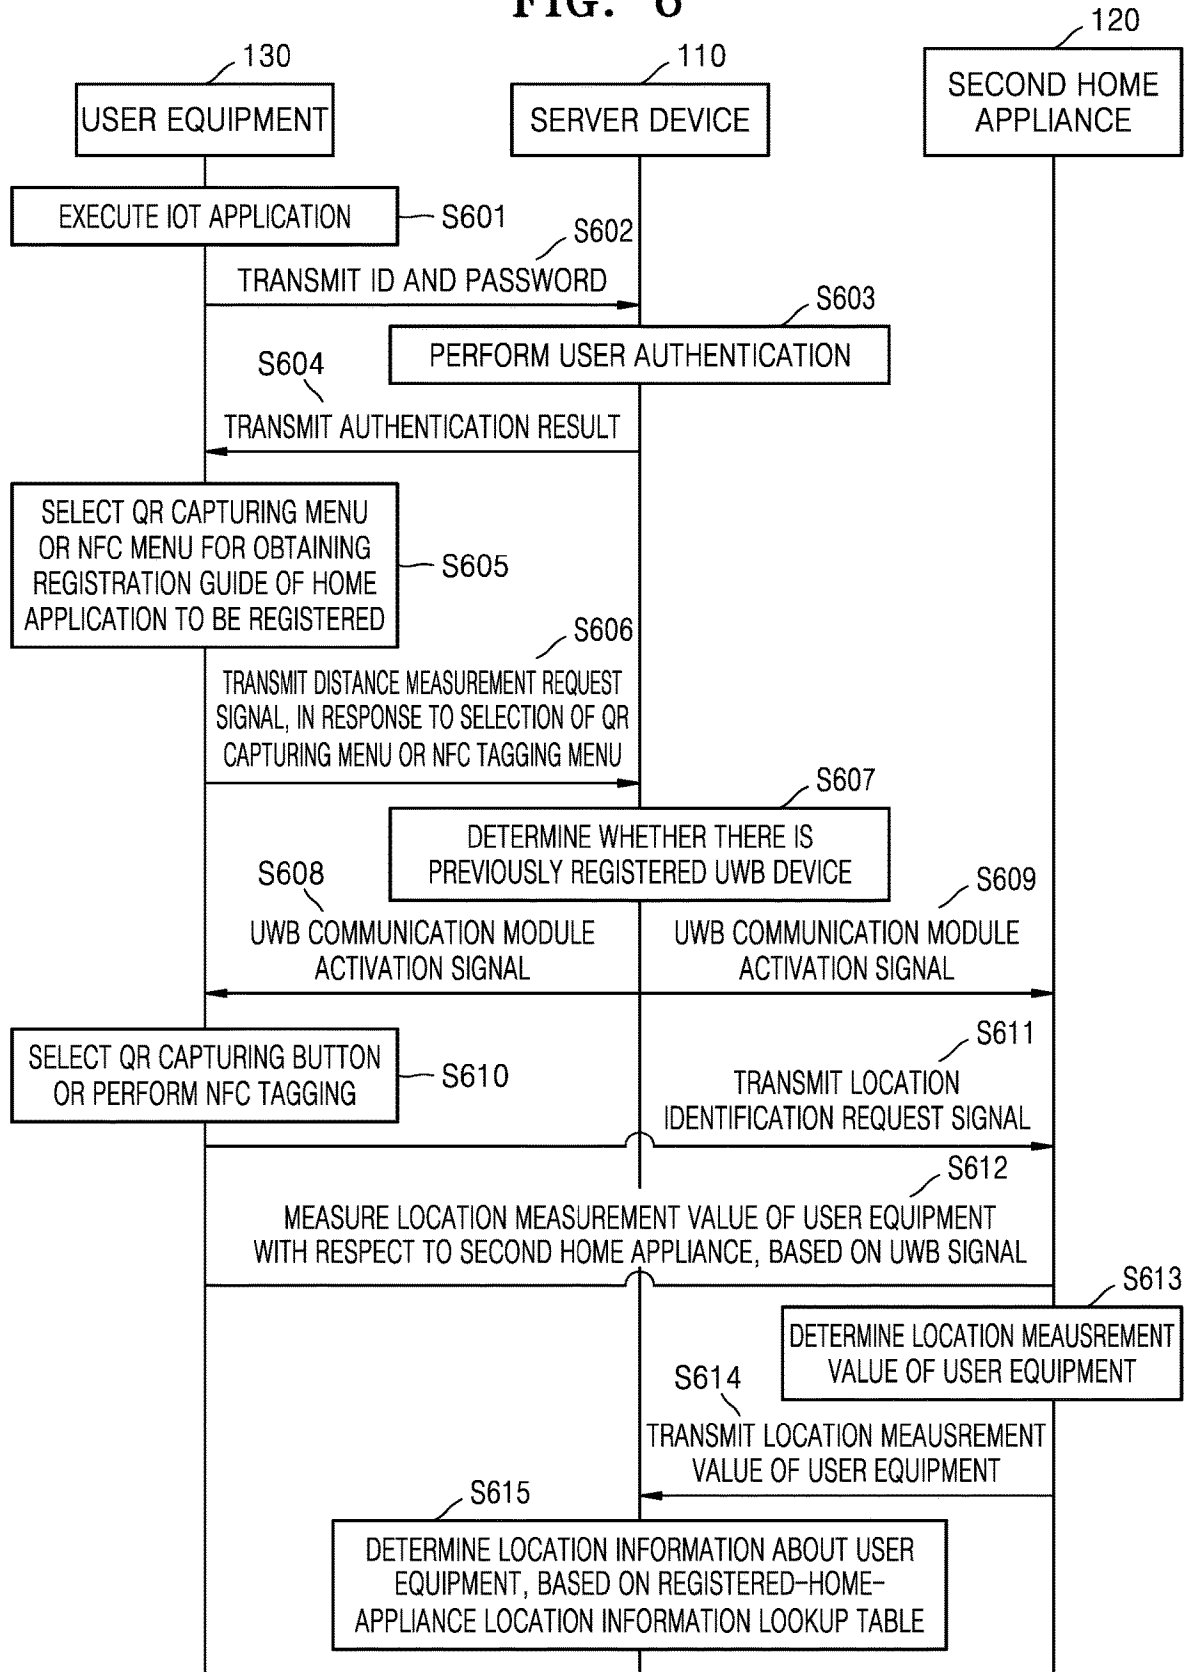 FIG. 6
130
USER EQUIPMENT
110
SERVER DEVICE
120
SECOND HOME
APPLIANCE
EXECUTE IOT APPLICATION
S601
S602
TRANSMIT ID AND PASSWORD
S603
PERFORM USER AUTHENTICATION
S604
TRANSMIT AUTHENTICATION RESULT
SELECT QR CAPTURING MENU
OR NFC MENU FOR OBTAINING
REGISTRATION GUIDE OF HOME
APPLICATION TO BE REGISTERED
S605
S606
TRANSMIT DISTANCE MEASUREMENT REQUEST
SIGNAL, IN RESPONSE TO SELECTION OF QR
CAPTURING MENU OR NFC TAGGING MENU
S607
DETERMINE WHETHER THERE IS
PREVIOUSLY REGISTERED UWB DEVICE
S608
UWB COMMUNICATION MODULE
ACTIVATION SIGNAL
S609
UWB COMMUNICATION MODULE
ACTIVATION SIGNAL
SELECT QR CAPTURING BUTTON
OR PERFORM NFC TAGGING
S610
S611
TRANSMIT LOCATION
IDENTIFICATION REQUEST SIGNAL
S612
MEASURE LOCATION MEASUREMENT VALUE OF USER EQUIPMENT
WITH RESPECT TO SECOND HOME APPLIANCE, BASED ON UWB SIGNAL
S613
DETERMINE LOCATION MEAUSREMENT
VALUE OF USER EQUIPMENT
S614
TRANSMIT LOCATION MEAUSREMENT
VALUE OF USER EQUIPMENT
S615
DETERMINE LOCATION INFORMATION ABOUT USER
EQUIPMENT, BASED ON REGISTERED-HOME-
APPLIANCE LOCATION INFORMATION LOOKUP TABLE